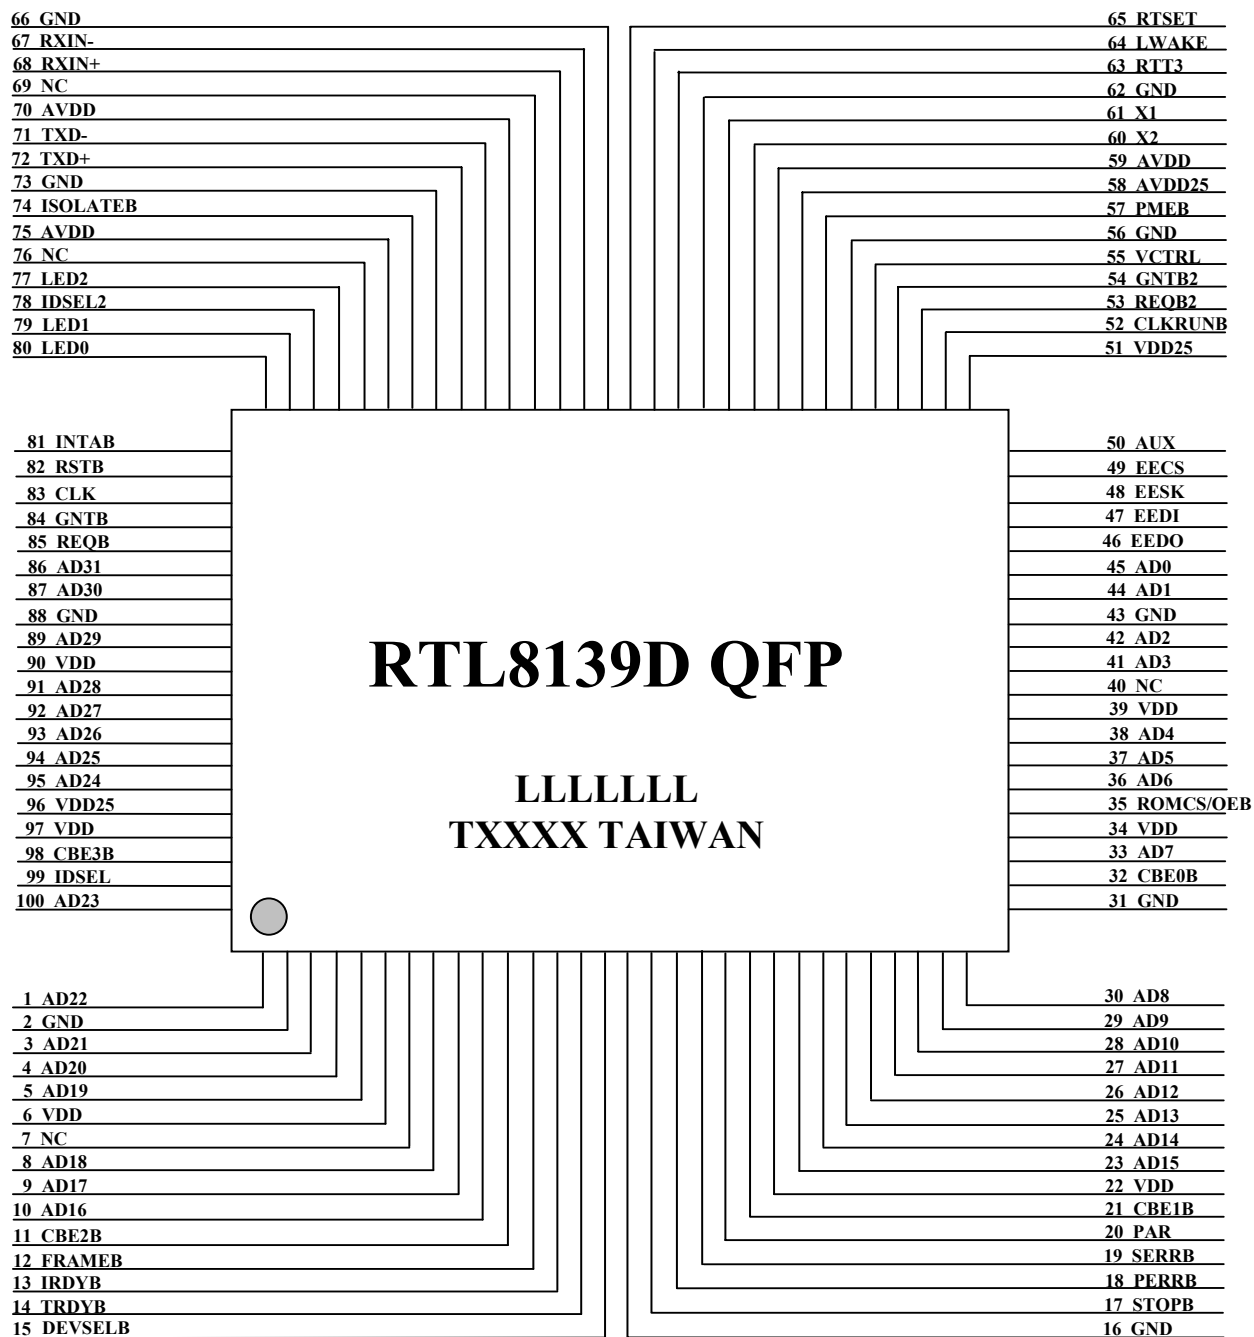 66 GND
67 RXIN-
68 RXIN+
69 NC
70 AVDD
71 TXD-
72 TXD+
73 GND
74 ISOLATEB
75 AVDD
76 NC
77 LED2
78 IDSEL2
79 LED1
80 LED0
65 RTSET
64 LWAKE
63 RTT3
62 GND
61 X1
60 X2
59 AVDD
58 AVDD25
57 PMEB
56 GND
55 VCTRL
54 GNTB2
53 REQB2
52 CLKRUNB
51 VDD25
81 INTAB
82 RSTB
83 CLK
84 GNTB
85 REQB
86 AD31
87 AD30
88 GND
89 AD29
90 VDD
91 AD28
92 AD27
93 AD26
94 AD25
95 AD24
96 VDD25
97 VDD
98 CBE3B
99 IDSEL
100 AD23
RTL8139D QFP
LLLLLLL
TXXXX TAIWAN
50 AUX
49 EECS
48 EESK
47 EEDI
46 EEDO
45 AD0
44 AD1
43 GND
42 AD2
41 AD3
40 NC
39 VDD
38 AD4
37 AD5
36 AD6
35 ROMCS/OEB
34 VDD
33 AD7
32 CBE0B
31 GND
1 AD22
2 GND
3 AD21
4 AD20
5 AD19
6 VDD
7 NC
8 AD18
9 AD17
10 AD16
11 CBE2B
12 FRAMEB
13 IRDYB
14 TRDYB
15 DEVSELB
30 AD8
29 AD9
28 AD10
27 AD11
26 AD12
25 AD13
24 AD14
23 AD15
22 VDD
21 CBE1B
20 PAR
19 SERRB
18 PERRB
17 STOPB
16 GND